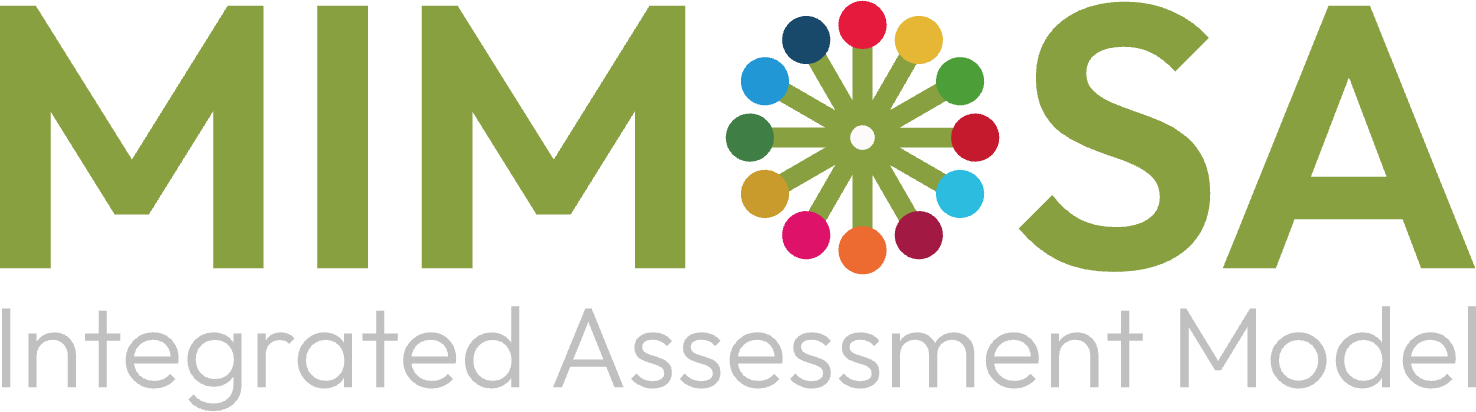 MIMOSA
Integrated Assessment Model